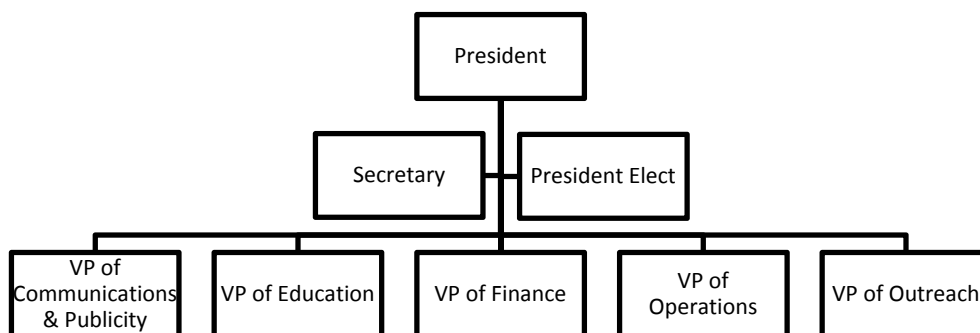 President
Secretary
President Elect
VP of
Communications
& Publicity
VP of Education
VP of Finance
VP of
Operations
VP of Outreach